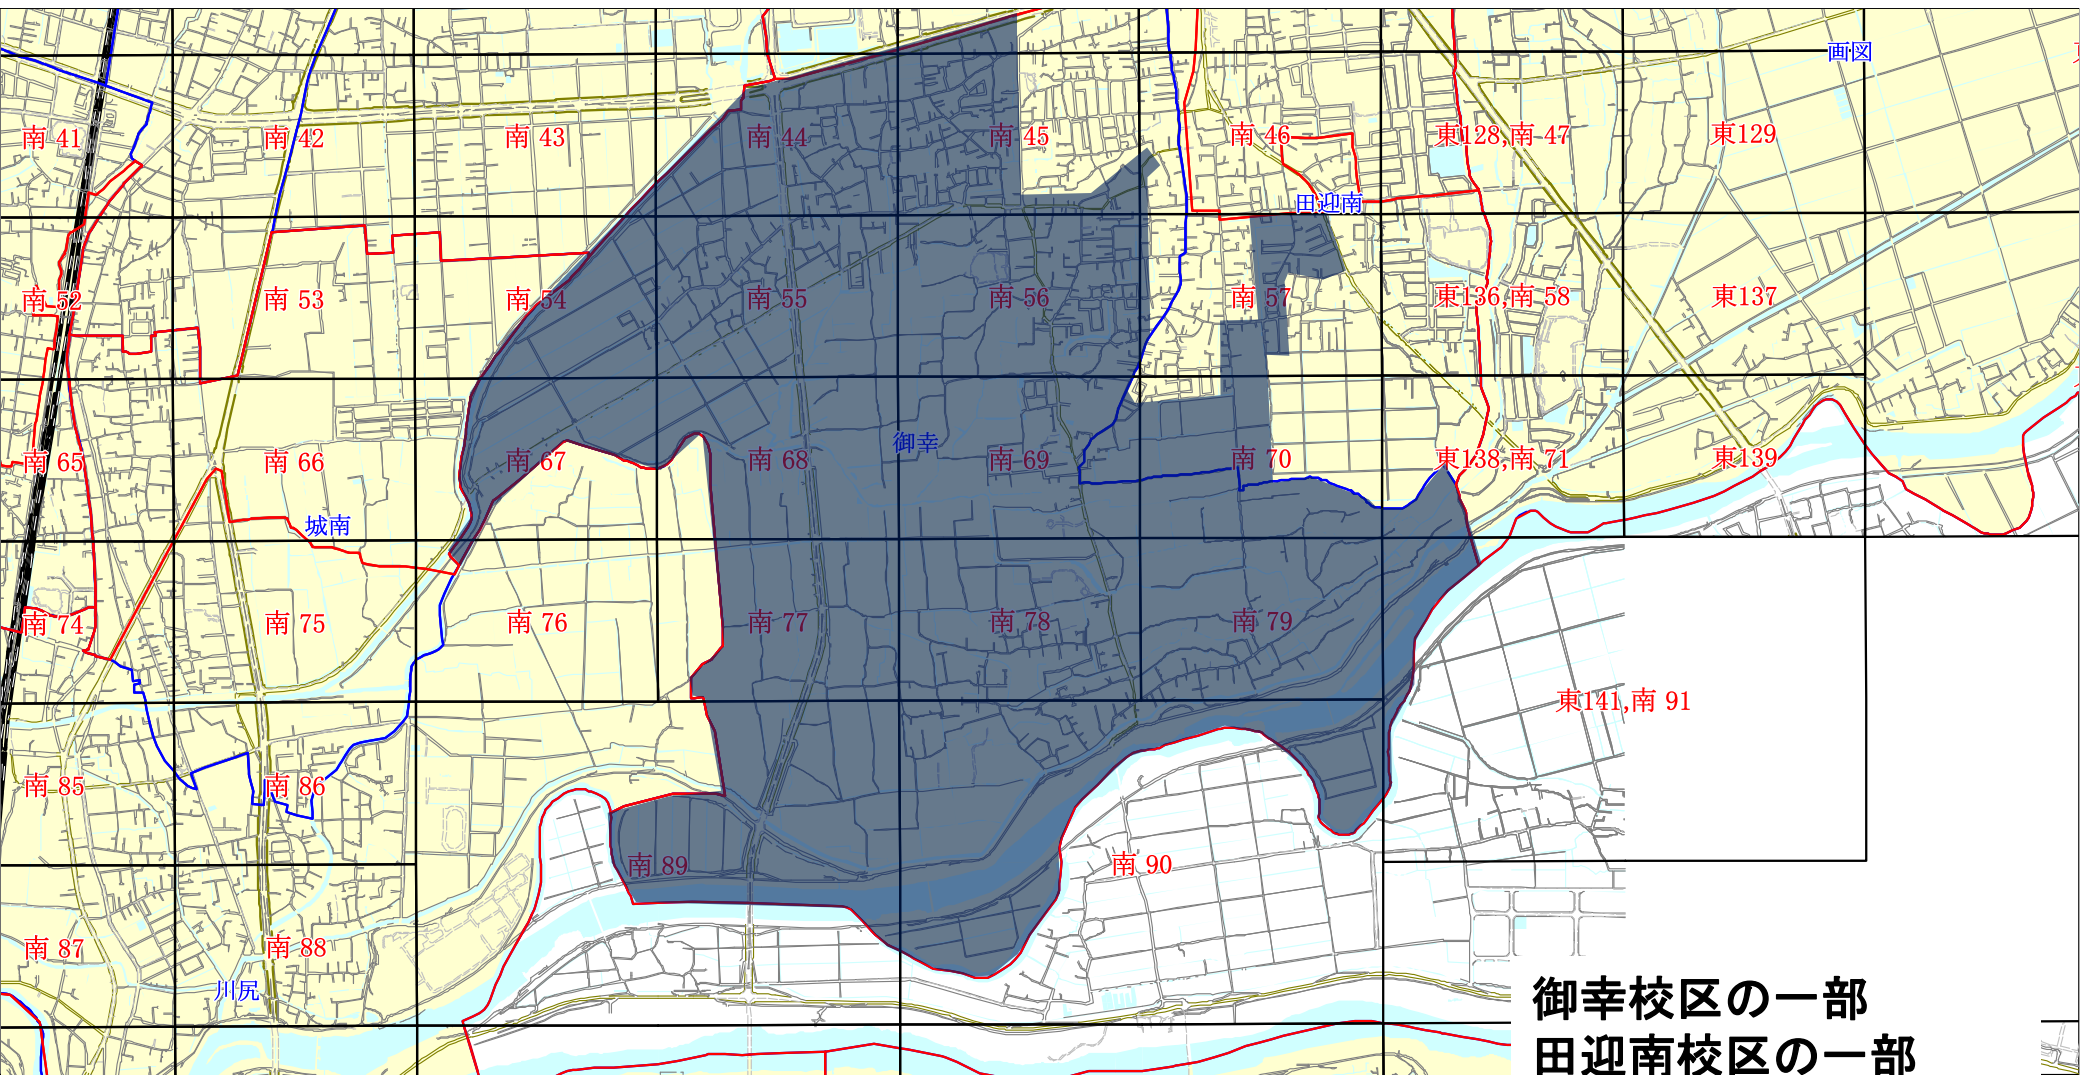 画図
南 41
南 42
南 43
南 44
南 45
南 46
東128,南 47
東129
田迎南
南 52
南 53
南 54
南 55
南 56
南 57
東136,南 58
東137
御幸
南 65
南 66
南 67
南 68
南 69
南 70
東138,南 71
東139
城南
南 74
南 75
南 76
南 77
南 78
南 79
東141,南 91
南 85
南 86
南 89
南 90
南 87
南 88
川尻
御幸校区の一部
田迎南校区の一部